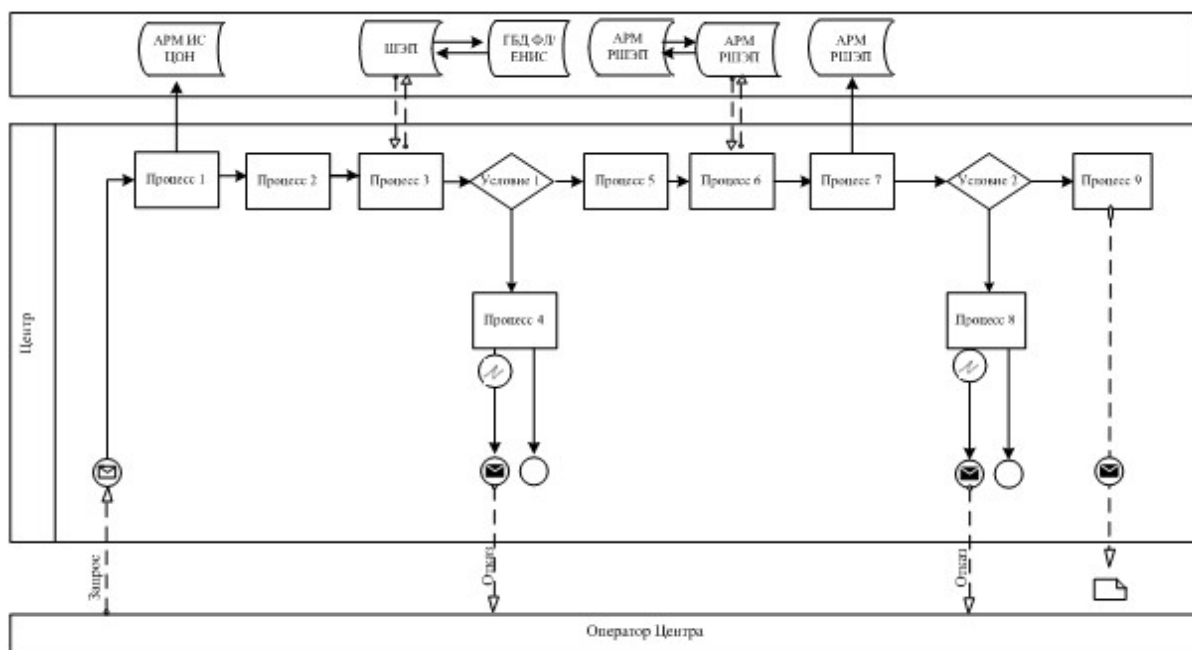 АРМ ИС
ЦОН
ШЭП
ГБД ФЛ/
ЕНИС
АРМ
РШЭП
АРМ
РШЭП
АРМ
РШЭП
Центр
Процесс 1
Процесс 2
Процесс 3
Условие 1
Процесс 5
Процесс 6
Процесс 7
Условие 2
Процесс 9
Процесс 4
Процесс 8
Запрос
Отказ
Отказ
Оператор Центра